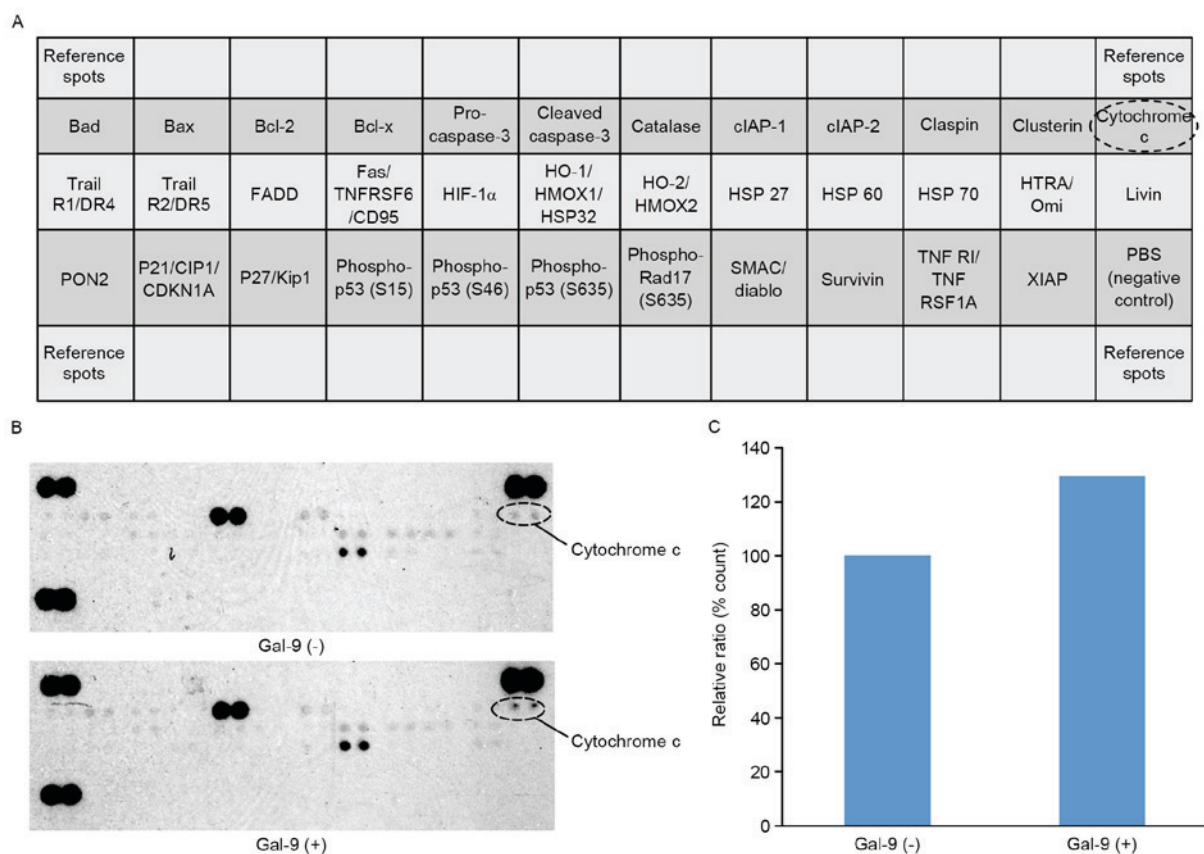 A
Reference spots
Reference spots
Bad
Bax
Bcl-2
Bcl-x
Pro-
caspase-3
Cleaved
caspase-3
Catalase
cIAP-1
cIAP-2
Claspin
Clusterin
Cytochrome
c
Trail
R1/DR4
Trail
R2/DR5
FADD
Fas/
TNFRSF6
/CD95
HIF-1α
HO-1/
HMOX1/
HSP32
HO-2/
HMOX2
HSP 27
HSP 60
HSP 70
HTRA/
Omi
Livin
PON2
P21/CIP1/
CDKN1A
P27/Kip1
Phospho-
p53 (S15)
Phospho-
p53 (S46)
Phospho-
p53 (S635)
Phospho-
Rad17
(S635)
SMAC/
diablo
Survivin
TNF RI/
TNF
RSF1A
XIAP
PBS
(negative
control)
Reference
spots
Reference
spots
B
Cytochrome c
Gal-9 (-)
Cytochrome c
Gal-9 (+)
C
Relative ratio (% count)
140
120
100
80
60
40
20
0
Gal-9 (-)
Gal-9 (+)